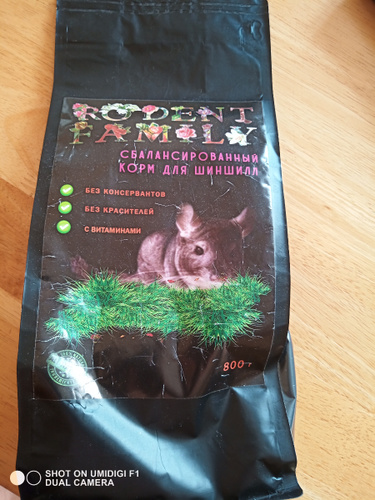 RODENT
FAMILY
СБАЛАНСИРОВАННЫЙ
КОРМ ДЛЯ ШИНШИЛЛ
БЕЗ КОНСЕРВАНТОВ
БЕЗ КРАСИТЕЛЕЙ
С ВИТАМИНАМИ
800 г
SHOT ON UMIDIGI F1
DUAL CAMERA